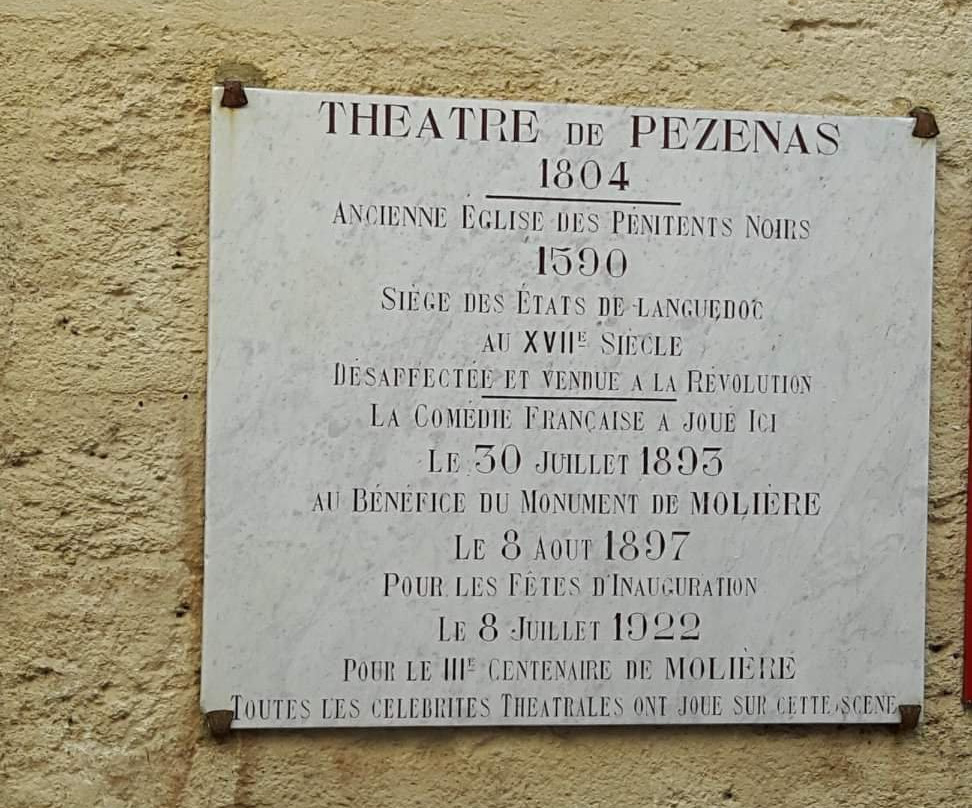 THEATRE DE PEZENAS
1804
ANCIENNE EGLISE DES PÉNITENTS NOIRS
1590
SIÈGE DES ÉTATS DE LANGUEDOC
AU XVIIE SIÈCLE
DÉSAFFECTÉE ET VENDUE A LA RÉVOLUTION
LA COMÉDIE FRANÇAISE A JOUÉ ICI
LE 30 JUILLET 1893
AU BÉNÉFICE DU MONUMENT DE MOLIÈRE
LE 8 AOUT 1897
POUR LES FÊTES D'INAUGURATION
LE 8 JUILLET 1922
POUR LE IIIE CENTENAIRE DE MOLIÈRE
TOUTES LES CELEBRITES THEATRALES ONT JOUE SUR CETTE SCENE